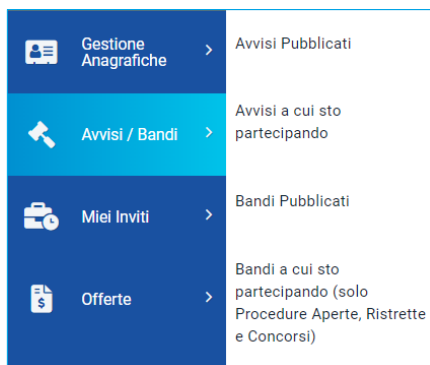 Gestione
Anagrafiche
Avvisi / Bandi
Miei Inviti
Offerte
Avvisi Pubblicati
Avvisi a cui sto
partecipando
Bandi Pubblicati
Bandi a cui sto
partecipando (solo
Procedure Aperte, Ristrette
e Concorsi)